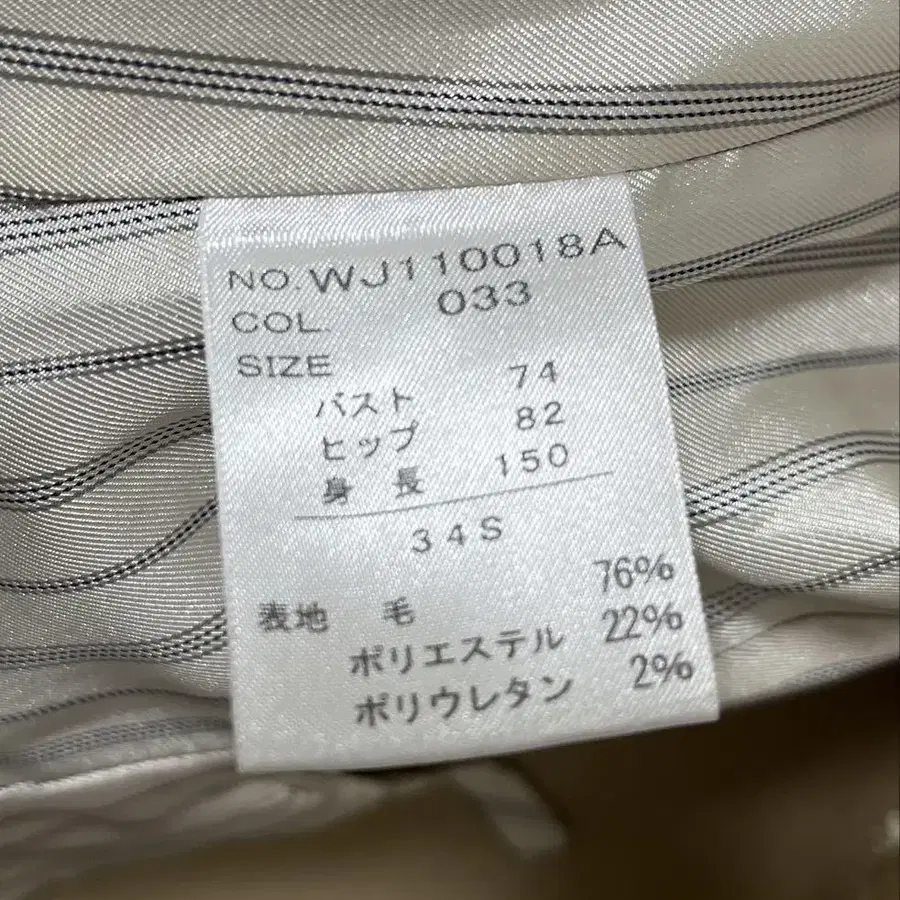 NO. WJ110018A
COL. 033
SIZE
バスト 74
ヒップ 82
身長 150
34S
表地 毛 76%
ポリエステル 22%
ポリウレタン 2%